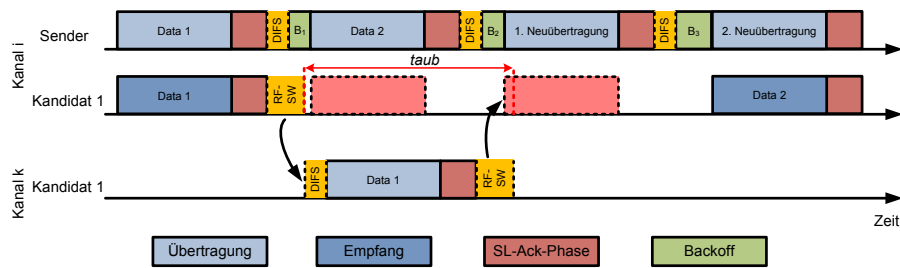 Kanal i
Sender
Data 1
DIFS
B₁
Data 2
DIFS
B₂
1. Neuübertragung
DIFS
B₃
2. Neuübertragung
taub
Kandidat 1
Data 1
RF-
SW
Data 2
Kanal k
Kandidat 1
DIFS
Data 1
RF-
SW
Zeit
Übertragung
Empfang
SL-Ack-Phase
Backoff